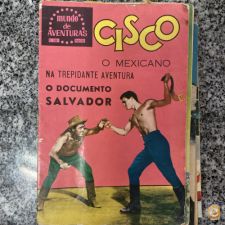 mundo
de
AVENTURAS
CISCO
O MEXICANO
NA TREPIDANTE AVENTURA
O DOCUMENTO
SALVADOR